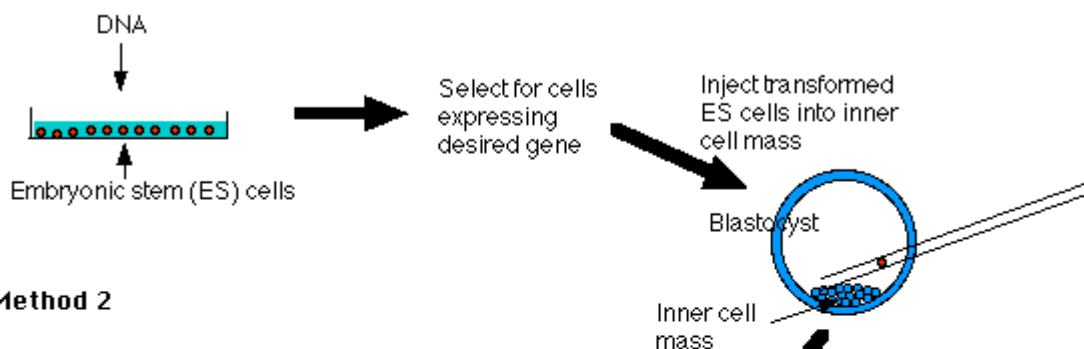 DNA
Embryonic stem (ES) cells
Select for cells
expressing
desired gene
Inject transformed
ES cells into inner
cell mass
Blastocyst
Inner cell
mass
Method 2